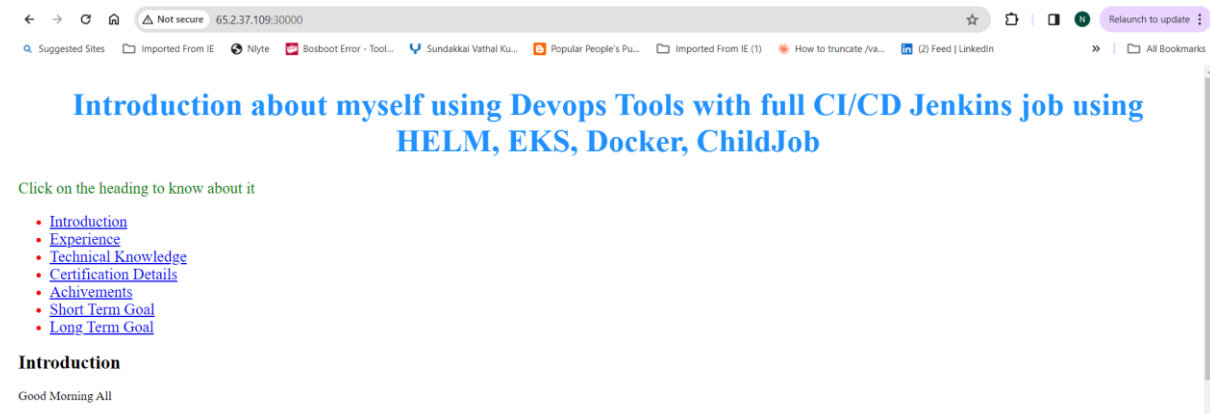 Not secure 65.2.37.109:30000 N Relaunch to update
Suggested Sites Imported From IE Nlyte Bosboot Error - Tool... Sundakkai Vathal Ku... Popular People's Pu... Imported From IE (1) How to truncate /va... (2) Feed | LinkedIn » All Bookmarks
Introduction about myself using Devops Tools with full CI/CD Jenkins job using
HELM, EKS, Docker, ChildJob
Click on the heading to know about it
Introduction
Experience
Technical Knowledge
Certification Details
Achivements
Short Term Goal
Long Term Goal
Introduction
Good Morning All